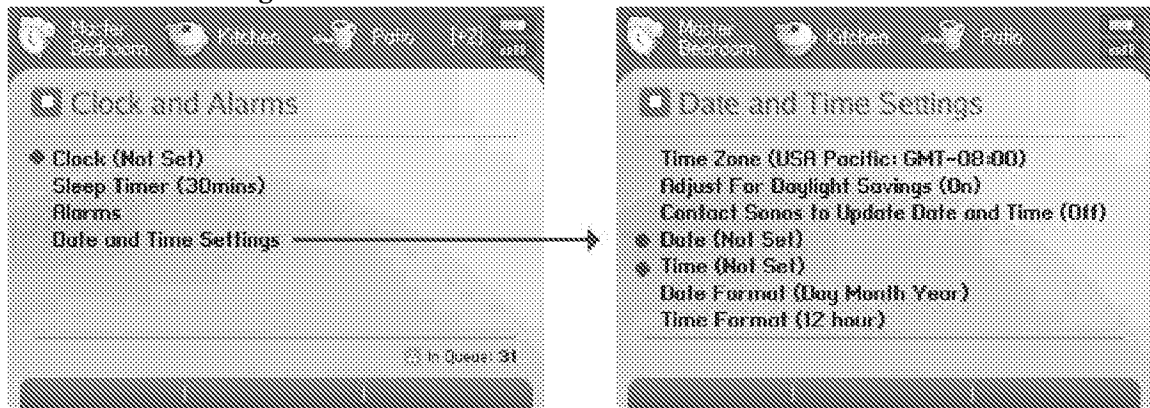 Master Bedroom Kitchen Patio
Clock and Alarms
Clock (Not Set)
Sleep Timer (30mins)
Alarms
Date and Time Settings
In Queue: 31
Master Bedroom Kitchen Patio
Date and Time Settings
Time Zone (USA Pacific: GMT-08:00)
Adjust For Daylight Savings (On)
Contact Sonos to Update Date and Time (Off)
Date (Not Set)
Time (Not Set)
Date Format (Day Month Year)
Time Format (12 hour)